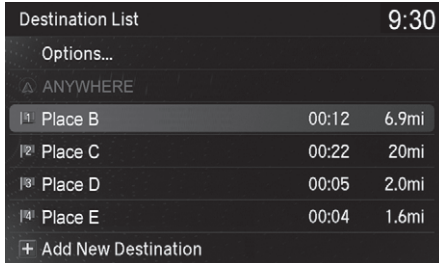 Destination List 9:30
Options...
ANYWHERE
1 Place B 00:12 6.9mi
2 Place C 00:22 20mi
3 Place D 00:05 2.0mi
4 Place E 00:04 1.6mi
+ Add New Destination